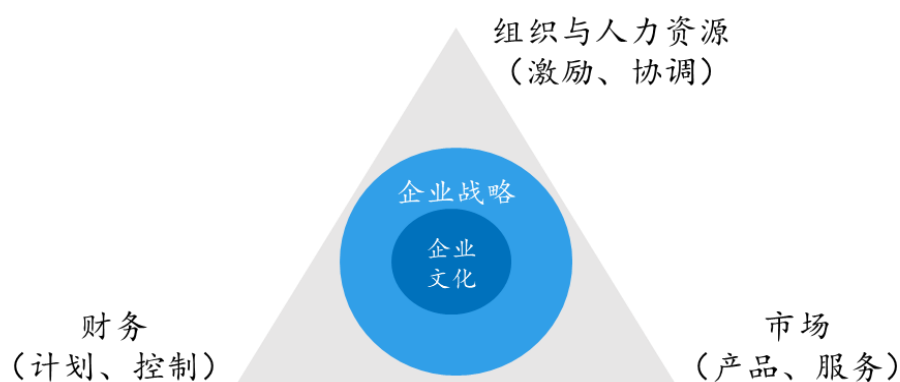 组织与人力资源
（激励、协调）
企业战略
企业
文化
财务
（计划、控制）
市场
（产品、服务）